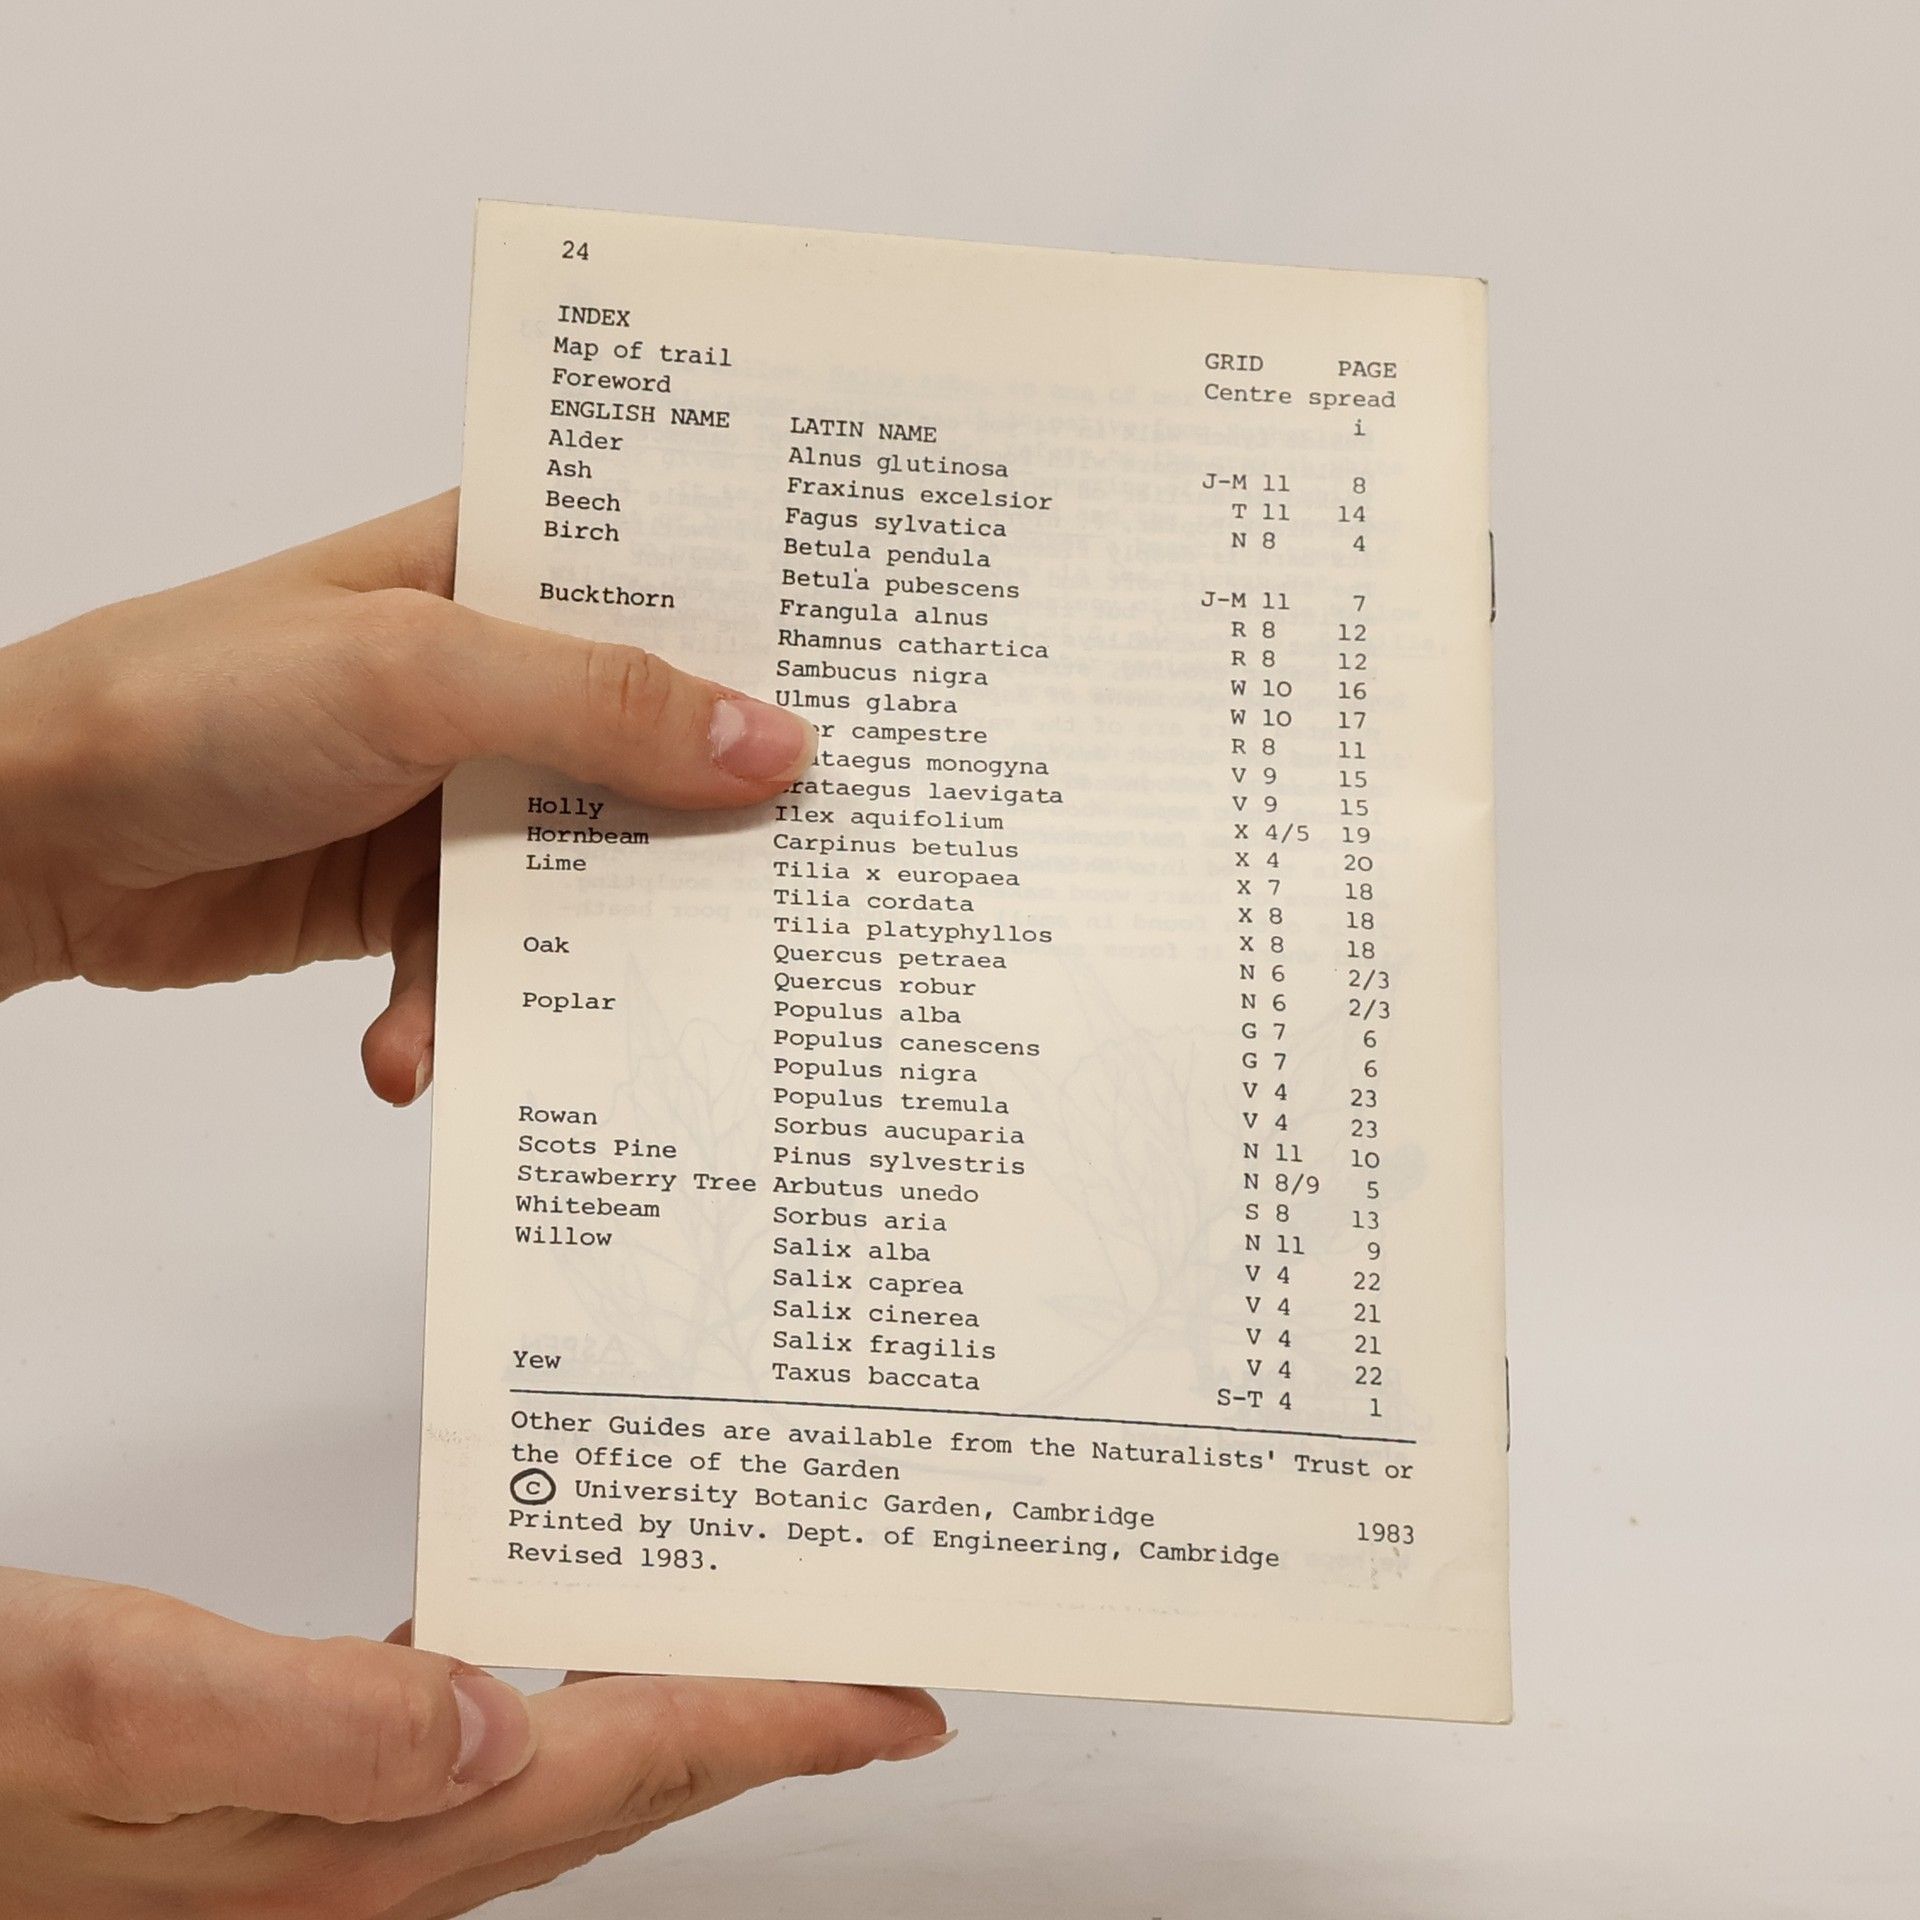 24
INDEX GRID PAGE
Map of trail Centre spread
Foreword i
ENGLISH NAME LATIN NAME
Alder Alnus glutinosa J-M 11 8
Ash Fraxinus excelsior T 11 14
Beech Fagus sylvatica N 8 4
Birch Betula pendula
Betula pubescens J-M 11 7
Buckthorn Frangula alnus R 8 12
Rhamnus cathartica R 8 12
Sambucus nigra W 10 16
Ulmus glabra W 10 17
campestre R 8 11
monogyna V 9 15
laevigata V 9 15
Holly Ilex aquifolium X 4/5 19
Hornbeam Carpinus betulus X 4 20
Lime Tilia x europaea X 7 18
Tilia cordata X 8 18
Tilia platyphyllos X 8 18
Oak Quercus petraea N 6 2/3
Quercus robur N 6 2/3
Poplar Populus alba G 7 6
Populus canescens G 7 6
Populus nigra V 4 23
Populus tremula V 4 23
Rowan Sorbus aucuparia N 11 10
Scots Pine Pinus sylvestris N 8/9 5
Strawberry Tree Arbutus unedo S 8 13
Whitebeam Sorbus aria N 11 9
Willow Salix alba V 4 22
Salix caprea V 4 21
Salix cinerea V 4 21
Salix fragilis V 4 22
Yew Taxus baccata S-T 4 1
Other Guides are available from the Naturalists' Trust or
the Office of the Garden
© University Botanic Garden, Cambridge 1983
Printed by Univ. Dept. of Engineering, Cambridge
Revised 1983.